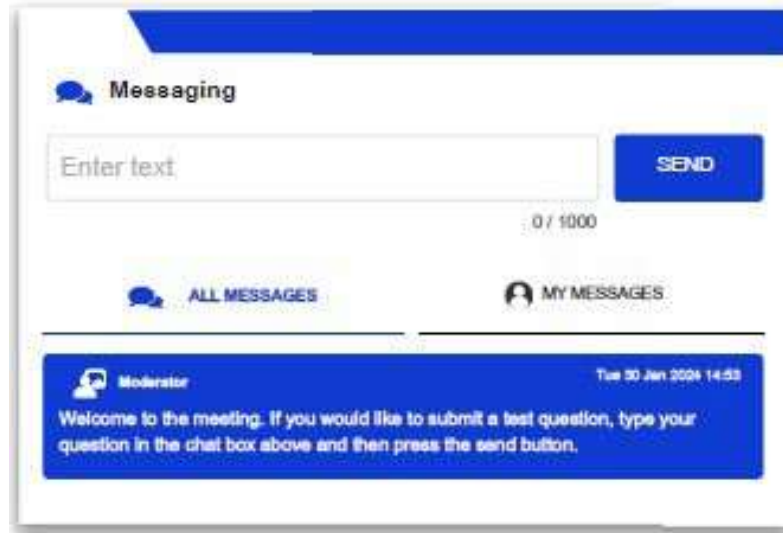 Messaging
Enter text
SEND
0 / 1000
ALL MESSAGES
MY MESSAGES
Moderator
Tue 30 Jan 2024 14:53
Welcome to the meeting. If you would like to submit a test question, type your
question in the chat box above and then press the send button.